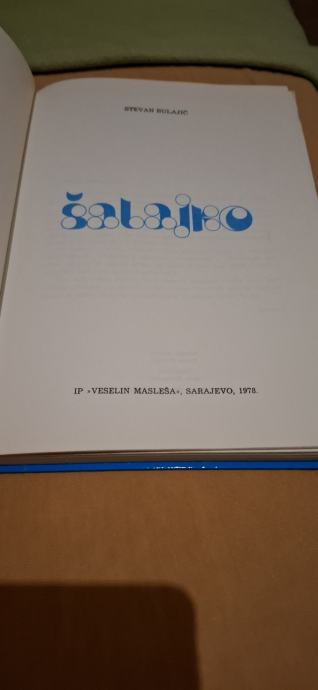 STEVAN BULAJIĆ
šalajko
IP »VESELIN MASLEŠA«, SARAJEVO, 1978.